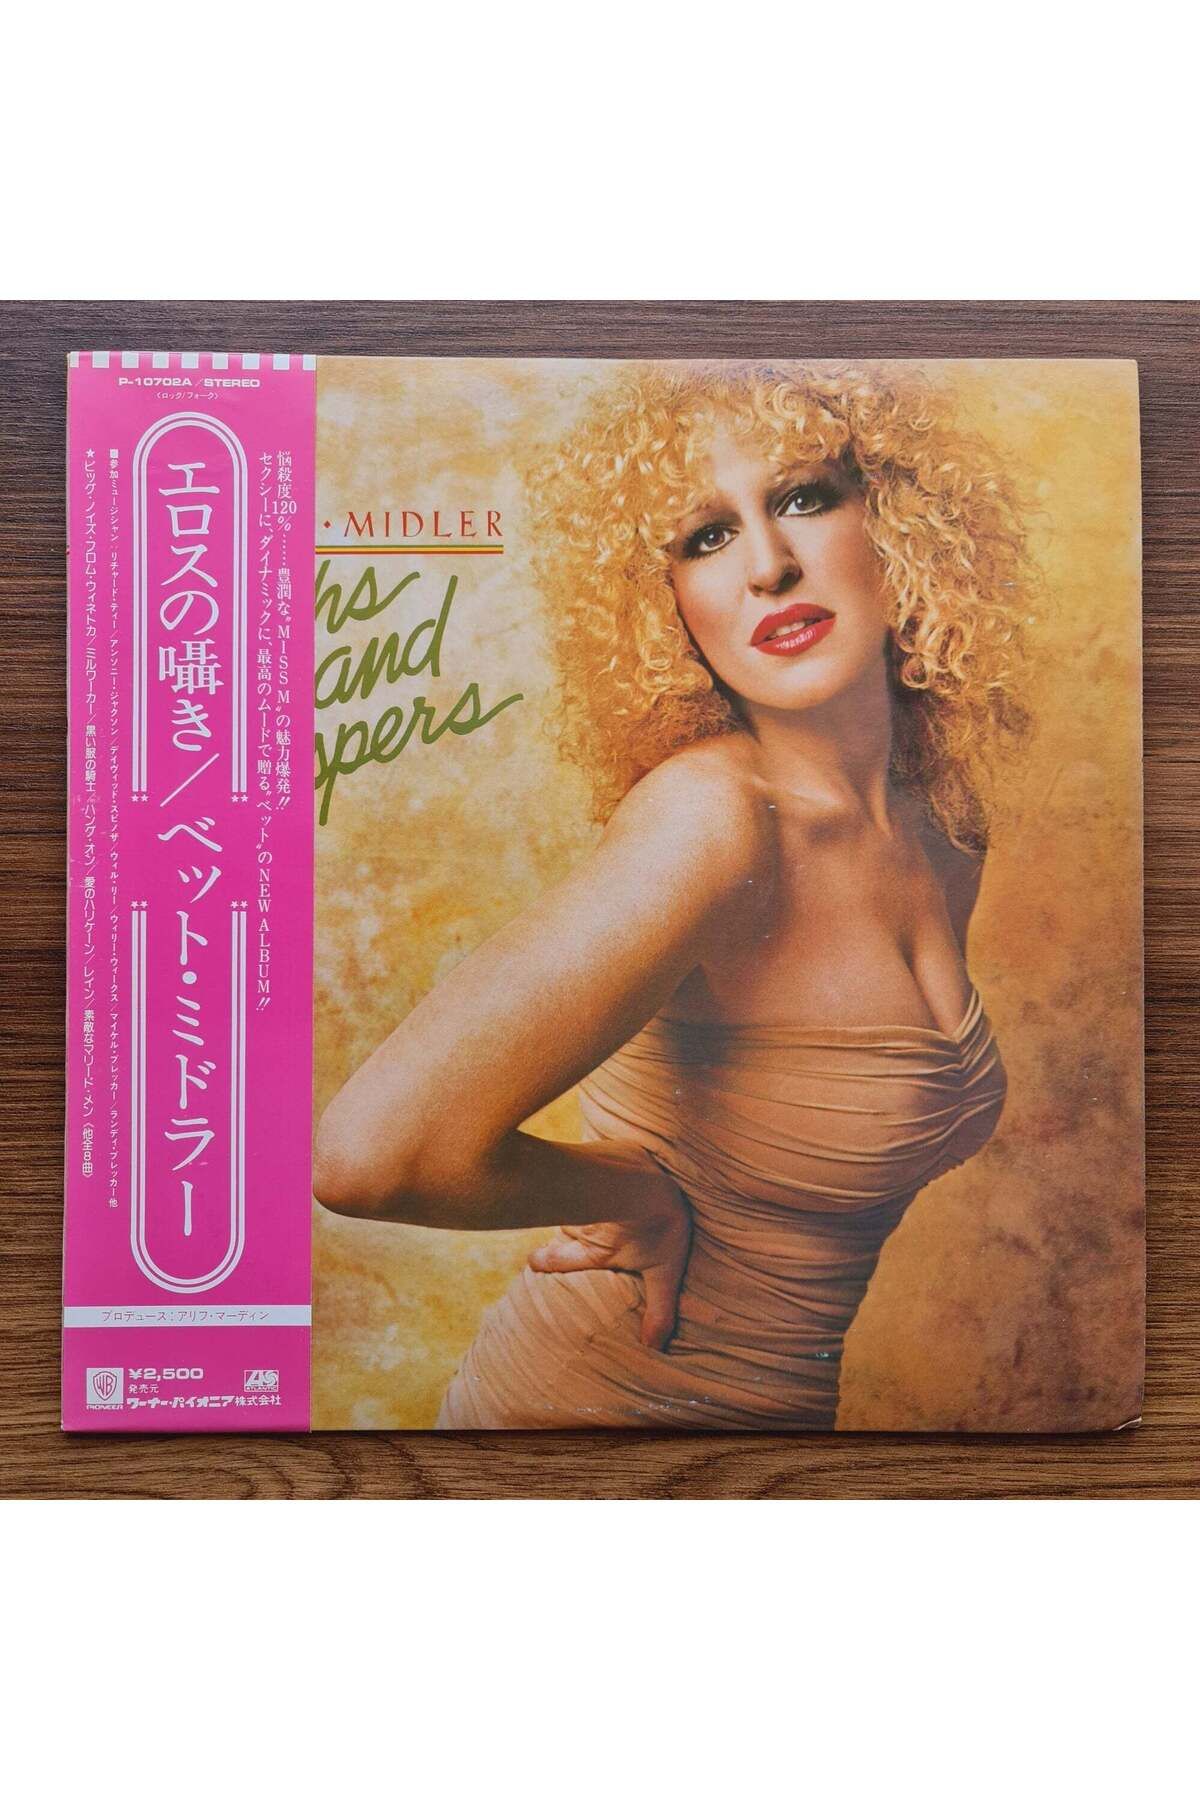 P-10702A/STEREO
〈ロック/フォーク〉
悩殺度120%……豊潤な"MISS M"の魅力爆発!!
セクシーに、ダイナミックに、最高のムードで贈る"ベット"のNEW ALBUM!!
エロスの囁き/ベット・ミドラー
■参加ミュージシャン:リチャード・ティー/アンソニー・ジャクソン/デイヴィッド・スピノザ/ウィル・リー/ウィリー・ウィークス/マイケル・ブレッカー/ランディ・ブレッカー他
★ビッグ・ノイズ・フロム・ウィネトカ/ミルワーカー/黒い服の騎士/ハング・オン/愛のハリケーン/レイン/素敵なマリード・メン《他全8曲》
プロデュース:アリフ・マーディン
WB
PIONEER
¥2,500
発売元
ワーナー・パイオニア株式会社
ATLANTIC
・MIDLER
hs
and
spers